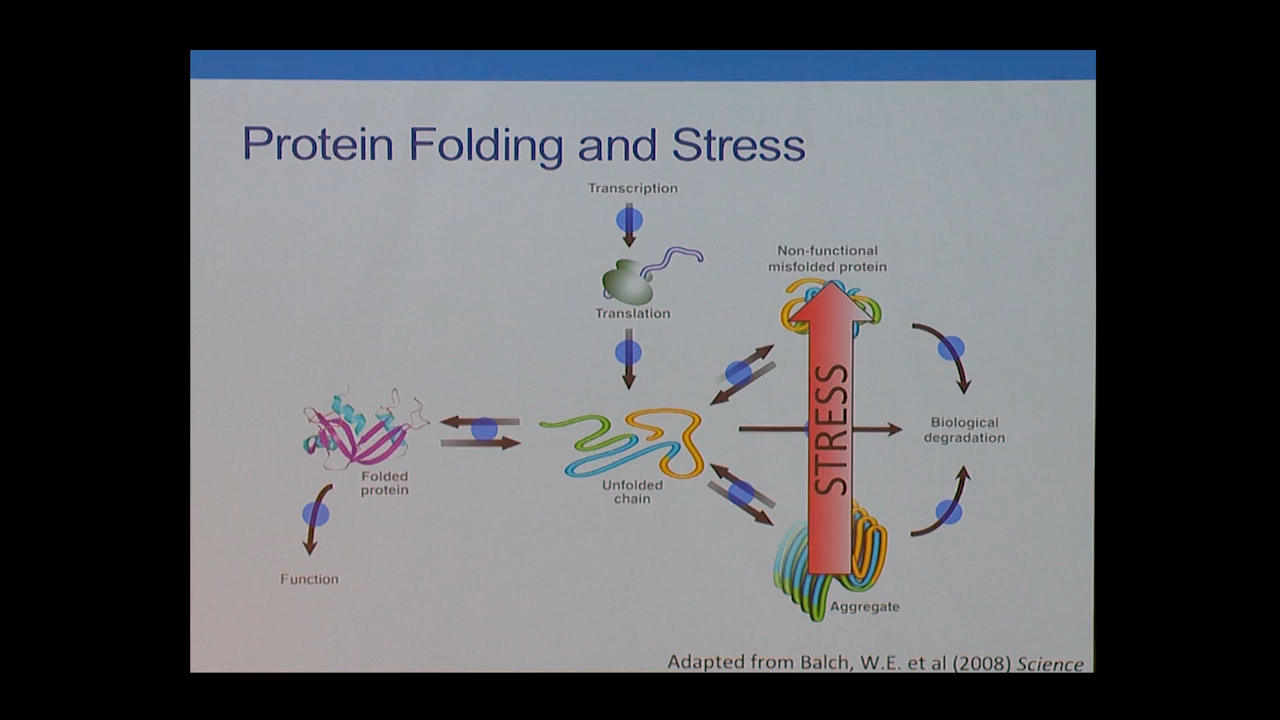 Protein Folding and Stress
Transcription
Translation
Non-functional
misfolded protein
STRESS
Biological
degradation
Folded
protein
Unfolded
chain
Function
Aggregate
Adapted from Balch, W.E. et al (2008) Science